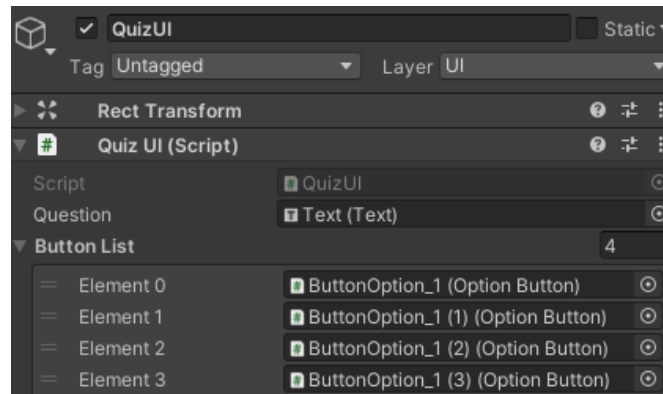 QuizUI Static
Tag Untagged Layer UI
Rect Transform
# Quiz UI (Script)
Script # QuizUI
Question T Text (Text)
Button List 4
Element 0 # ButtonOption_1 (Option Button)
Element 1 # ButtonOption_1 (1) (Option Button)
Element 2 # ButtonOption_1 (2) (Option Button)
Element 3 # ButtonOption_1 (3) (Option Button)